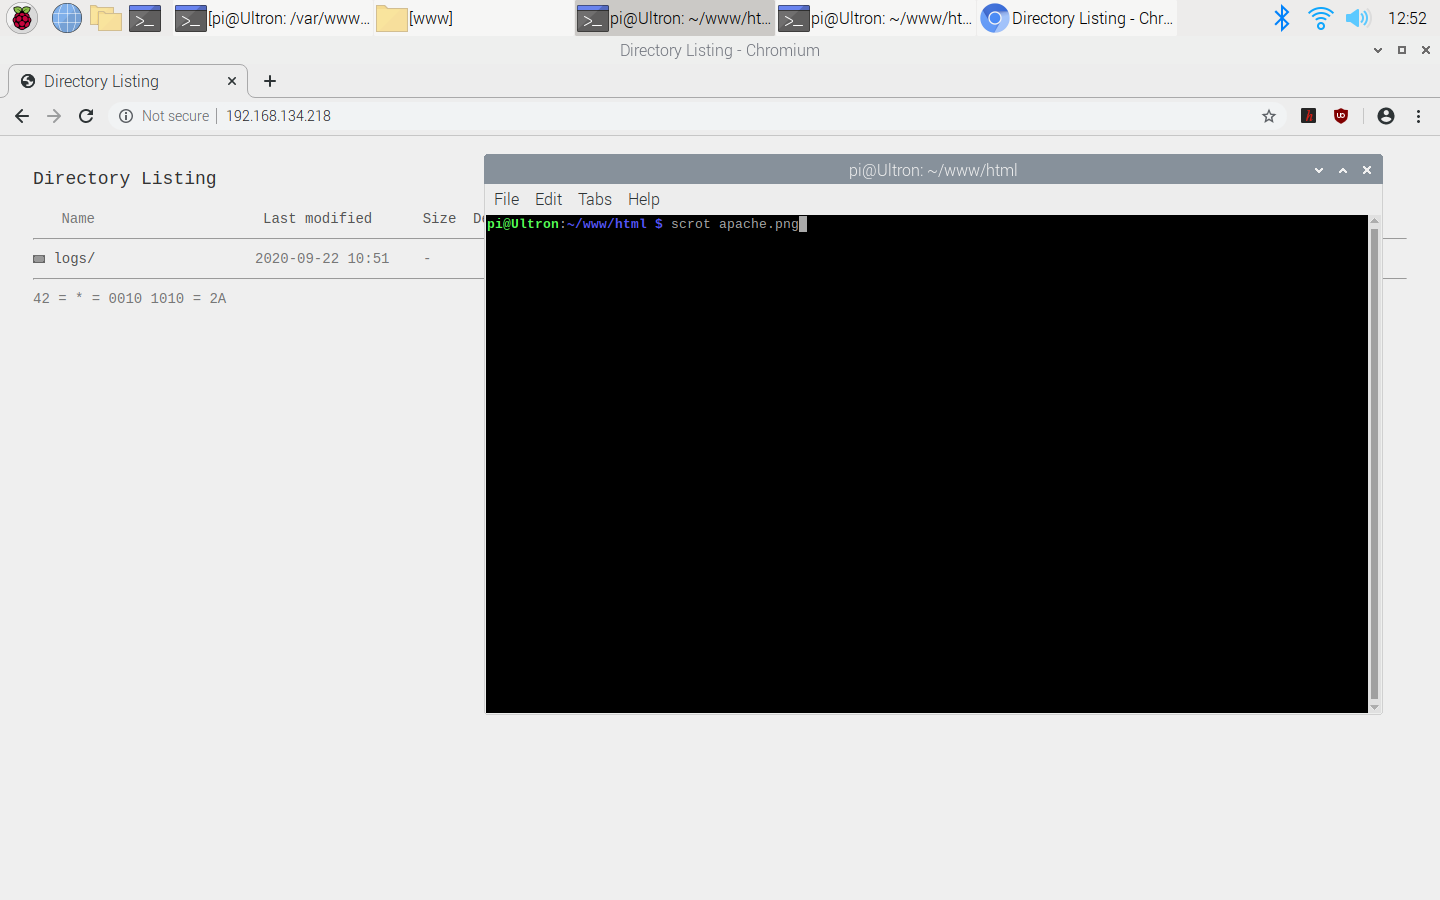 [pi@Ultron: /var/www... [www] pi@Ultron: ~/www/ht... pi@Ultron: ~/www/ht... Directory Listing - Chr... 12:52
Directory Listing - Chromium
Directory Listing
Not secure 192.168.134.218
Directory Listing
Name Last modified Size
logs/ 2020-09-22 10:51 -
42 = * = 0010 1010 = 2A
pi@Ultron: ~/www/html
File Edit Tabs Help
pi@Ultron:~/www/html $ scrot apache.png